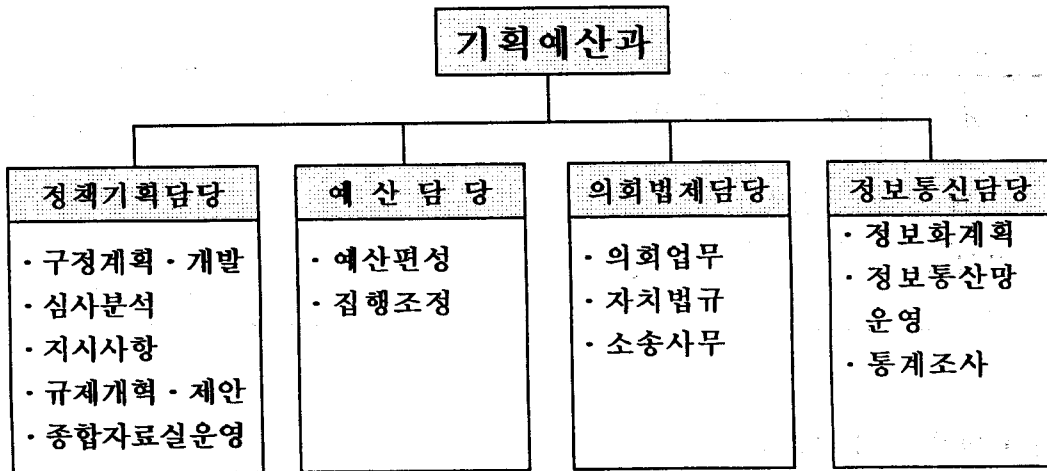 기획예산과
정책기획담당
· 구정계획 · 개발
· 심사분석
· 지시사항
· 규제개혁 · 제안
· 종합자료실운영
예 산 담 당
· 예산편성
· 집행조정
의회법제담당
· 의회업무
· 자치법규
· 소송사무
정보통신담당
· 정보화계획
· 정보통산망
운영
· 통계조사